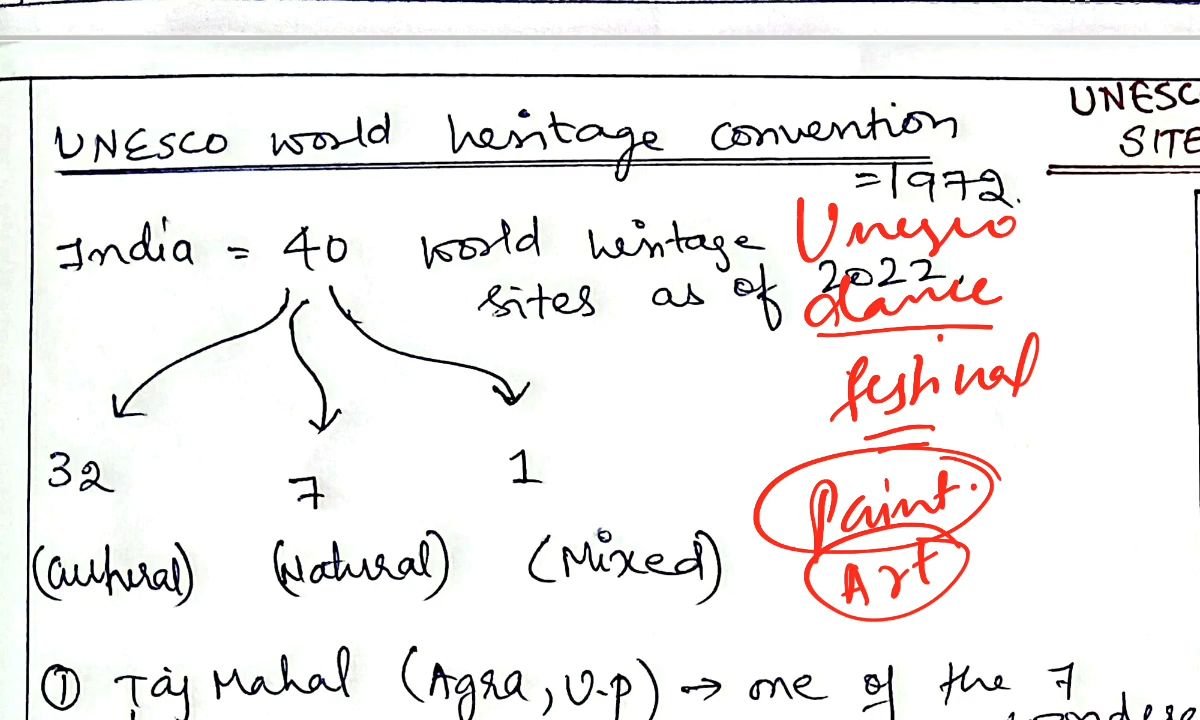 UNESCO world heritage convention
= 1972.
UNESC
SITE
India = 40 world heritage
sites as of 2022.
Unesco
dance
festival
Paint.
Art
32
7
1
(Cultural)
(Natural)
(Mixed)
① Taj Mahal (Agra, U.P) → one of the 7